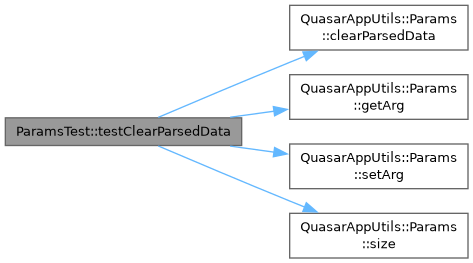 ParamsTest::testClearParsedData
QuasarAppUtils::Params
::clearParsedData
QuasarAppUtils::Params
::getArg
QuasarAppUtils::Params
::setArg
QuasarAppUtils::Params
::size